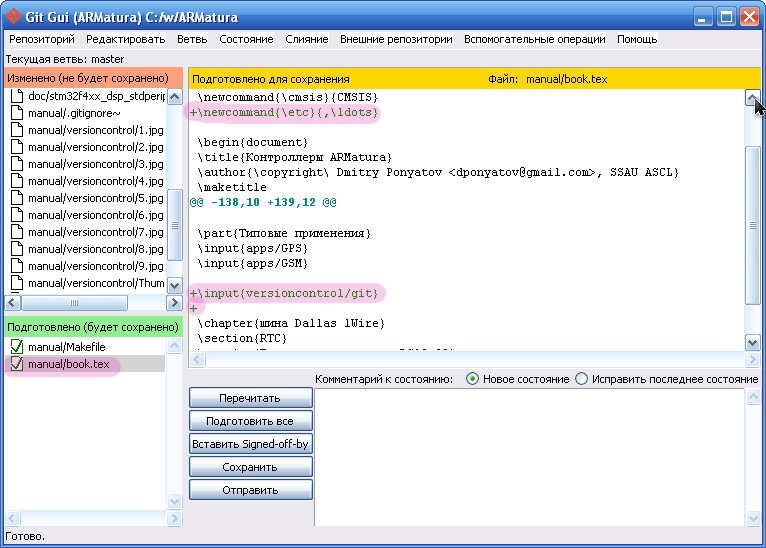 Git Gui (ARMatura) C:/w/ARMatura
Репозиторий Редактировать Ветвь Состояние Слияние Внешние репозитории Вспомогательные операции Помощь
Текущая ветвь: master
Изменено (не будет сохранено)
doc/stm32f4xx_dsp_stdperip
manual/.gitignore~
manual/versioncontrol/1.jpg
manual/versioncontrol/2.jpg
manual/versioncontrol/3.jpg
manual/versioncontrol/4.jpg
manual/versioncontrol/5.jpg
manual/versioncontrol/6.jpg
manual/versioncontrol/7.jpg
manual/versioncontrol/8.jpg
manual/versioncontrol/9.jpg
manual/versioncontrol/Thum
Подготовлено (будет сохранено)
manual/Makefile
manual/book.tex
Подготовлено для сохранения Файл: manual/book.tex
\newcommand{\cmsis}{CMSIS}
+\newcommand{\etc}{,\ldots}
\begin{document}
\title{Контроллеры ARMatura}
\author{\copyright\ Dmitry Ponyatov <dponyatov@gmail.com>, SSAU ASCL}
\maketitle
@@ -138,10 +139,12 @@
\part{Типовые применения}
\input{apps/GPS}
\input{apps/GSM}
+\input{versioncontrol/git}
+
\chapter{шина Dallas 1Wire}
\section{RTC}
Комментарий к состоянию: Новое состояние Исправить последнее состояние
Перечитать
Подготовить все
Вставить Signed-off-by
Сохранить
Отправить
Готово.